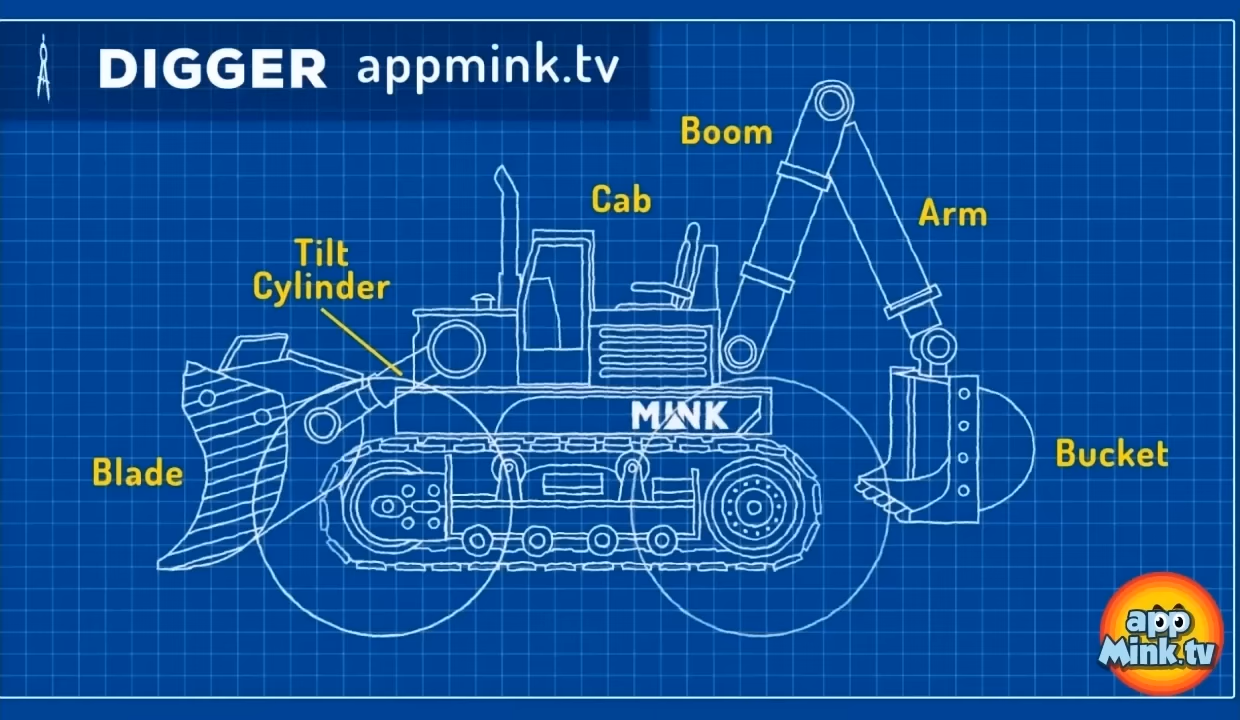 DIGGER appmink.tv
Boom
Cab
Arm
Tilt
Cylinder
MINK
Bucket
Blade
app
Mink.tv